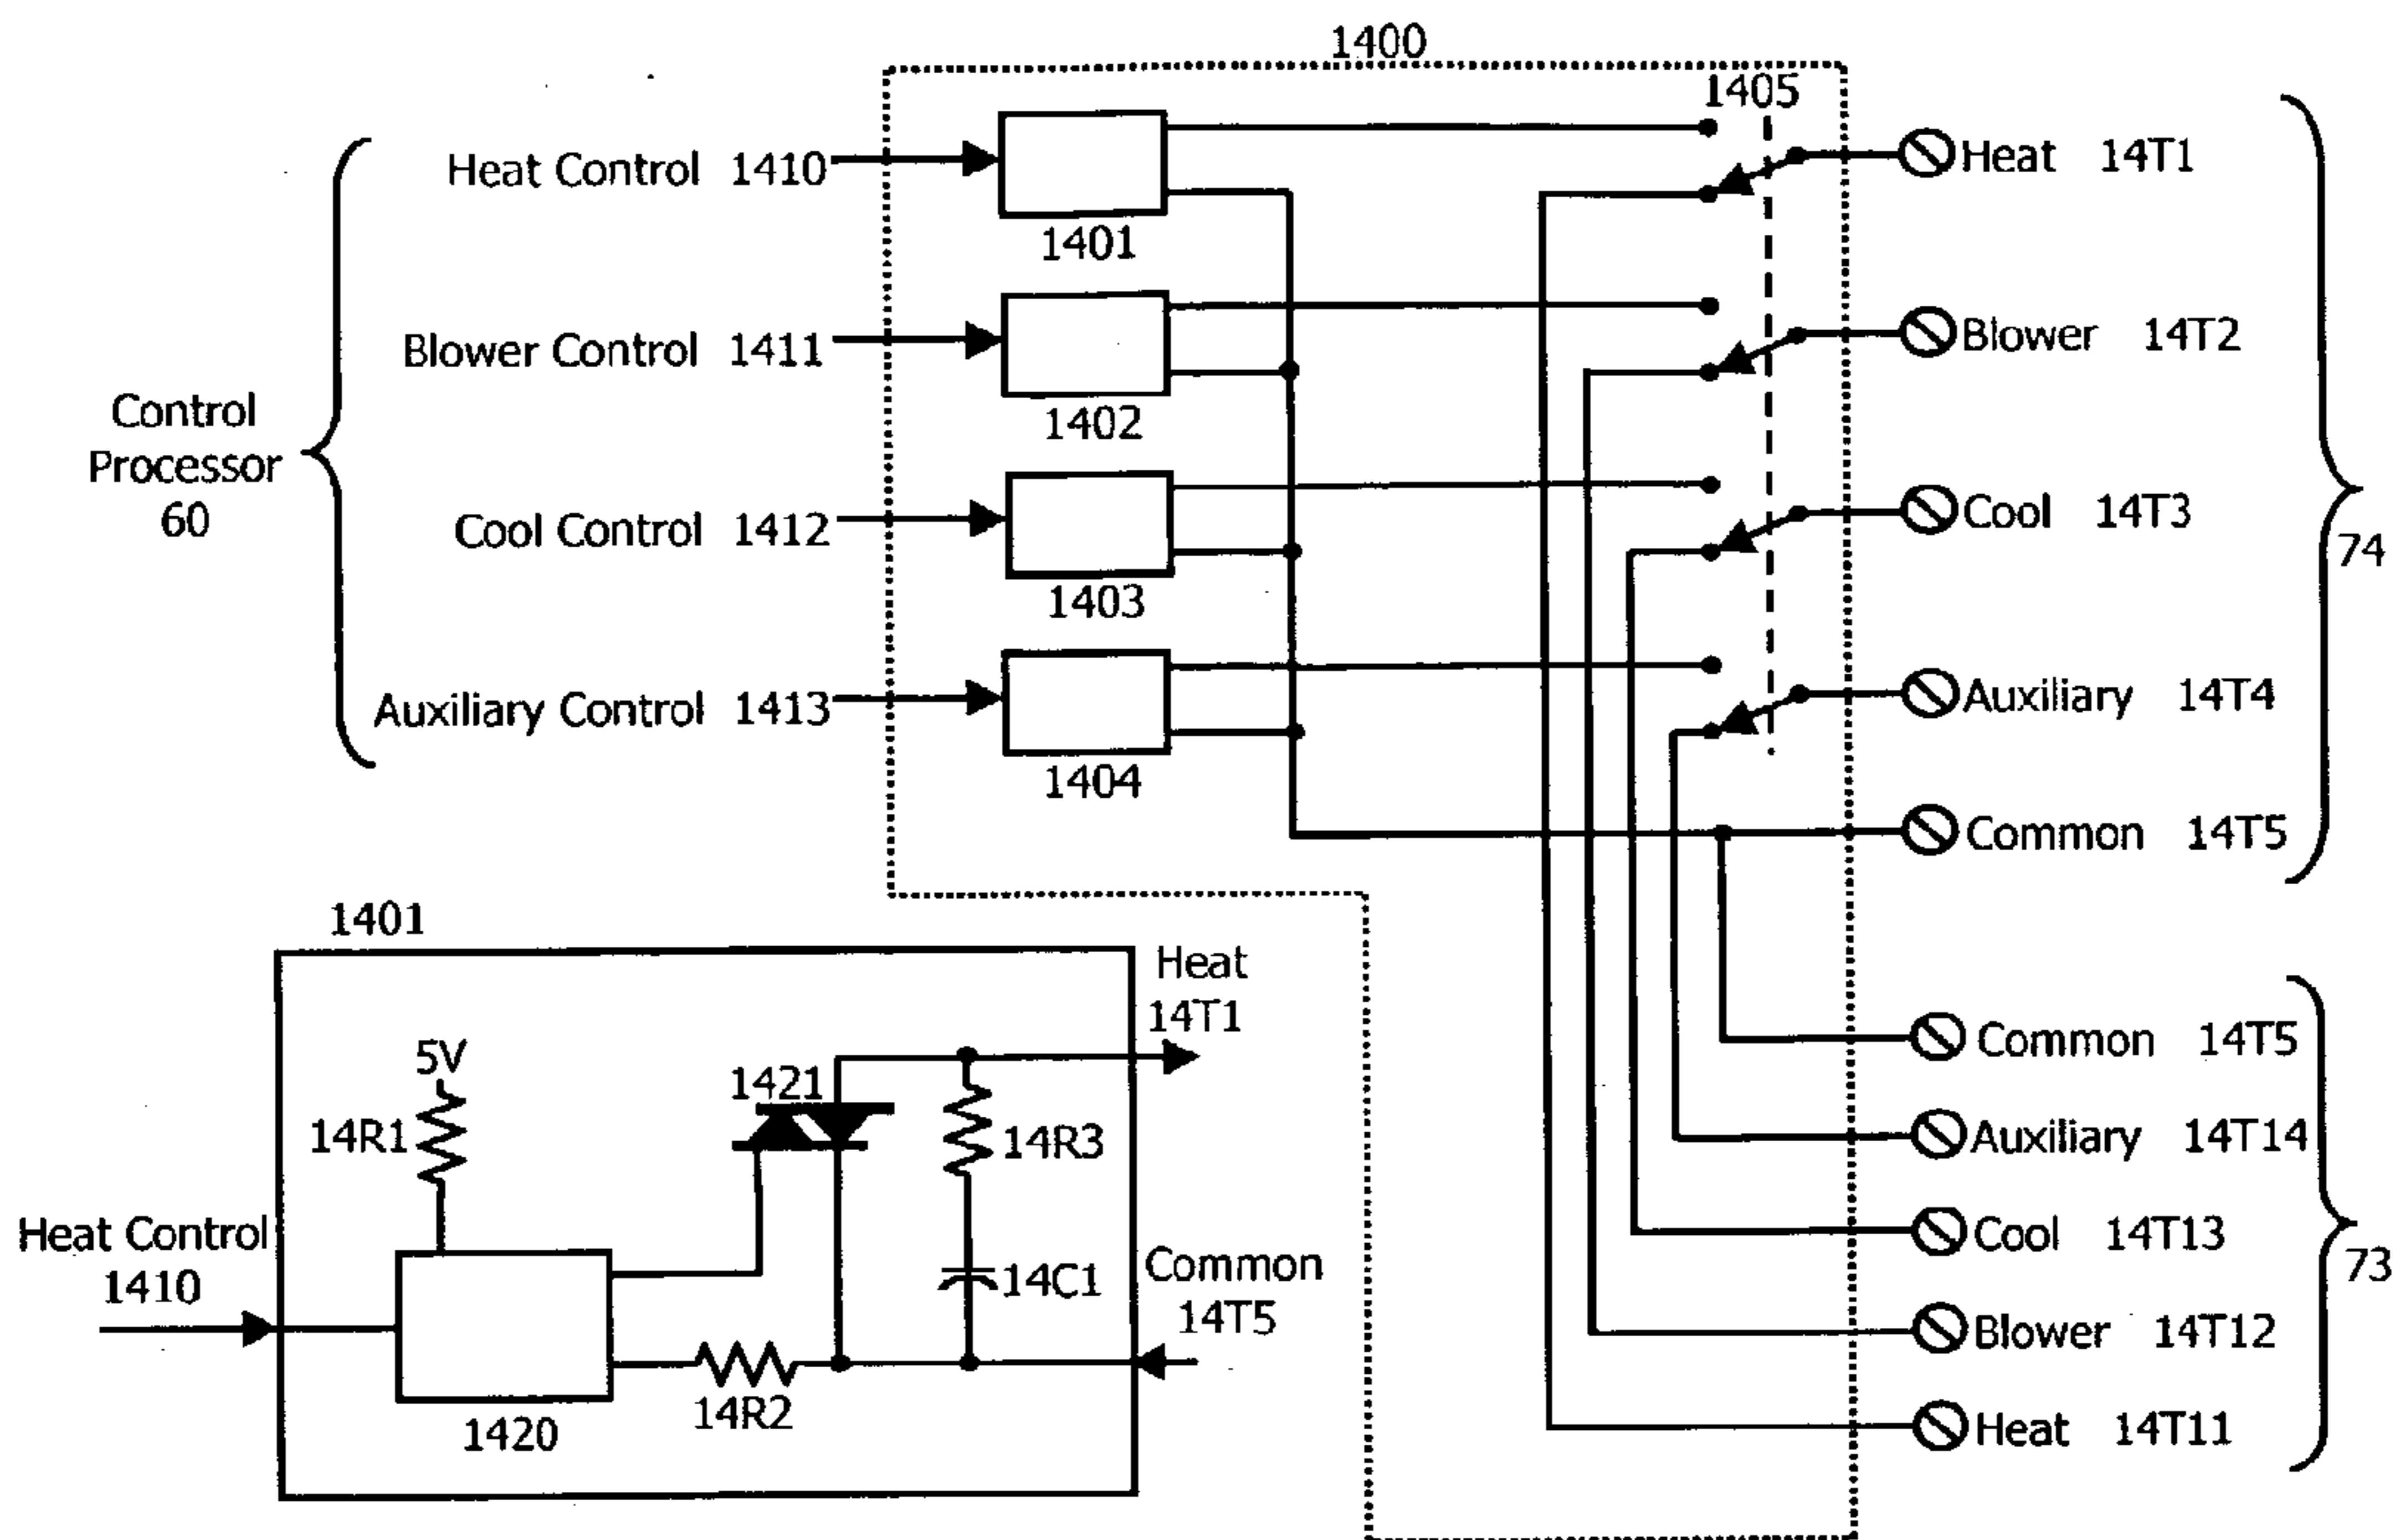 1400
1405
Heat Control 1410
1401
Heat 14T1
Blower Control 1411
1402
Blower 14T2
Control
Processor
60
Cool Control 1412
1403
Cool 14T3
74
Auxiliary Control 1413
1404
Auxiliary 14T4
Common 14T5
1401
Heat
14T1
5V
14R1
1421
14R3
Heat Control
1410
14C1
Common
14T5
14R2
1420
Common 14T5
Auxiliary 14T14
Cool 14T13
73
Blower 14T12
Heat 14T11